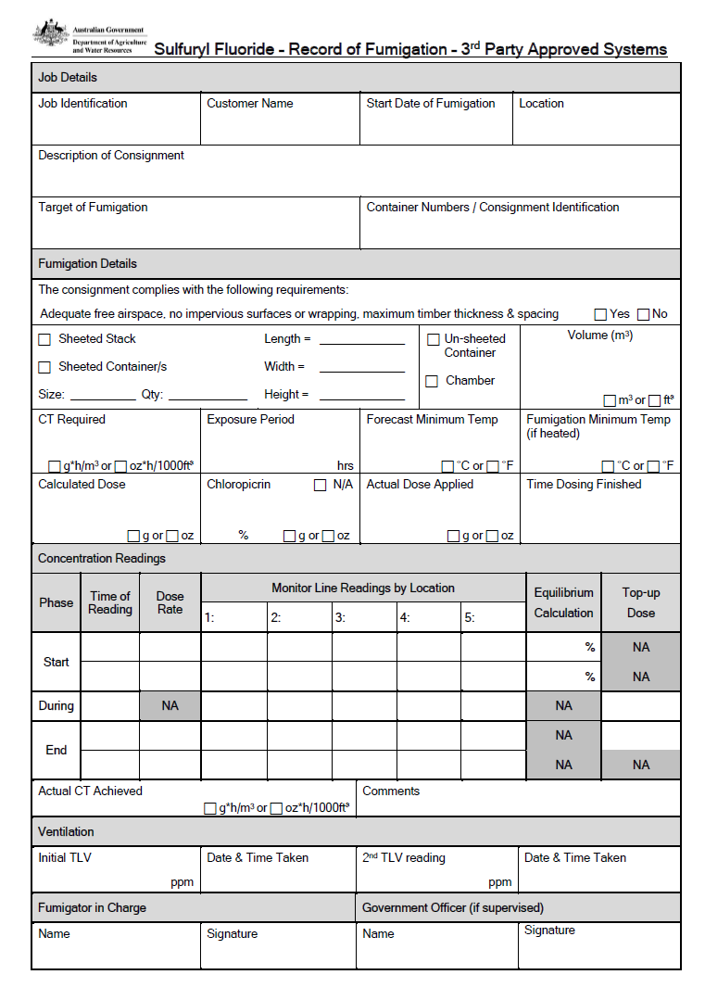 Australian Government
Department of Agriculture
and Water Resources
Sulfuryl Fluoride - Record of Fumigation - 3rd Party Approved Systems
Job Details
Job Identification Customer Name Start Date of Fumigation Location
Description of Consignment
Target of Fumigation Container Numbers / Consignment Identification
Fumigation Details
The consignment complies with the following requirements:
Adequate free airspace, no impervious surfaces or wrapping, maximum timber thickness & spacing ☐ Yes ☐ No
☐ Sheeted Stack Length = ________ ☐ Un-sheeted Container Volume (m³)
☐ Sheeted Container/s Width = ________ ☐ Chamber
Size: ________ Qty: ________ Height = ________ ☐ m³ or ☐ ft³
CT Required Exposure Period Forecast Minimum Temp Fumigation Minimum Temp
(if heated)
☐ g*h/m³ or ☐ oz*h/1000ft³ hrs ☐ °C or ☐ °F ☐ °C or ☐ °F
Calculated Dose Chloropicrin ☐ N/A Actual Dose Applied Time Dosing Finished
☐ g or ☐ oz % ☐ g or ☐ oz ☐ g or ☐ oz
Concentration Readings
Phase Time of Reading Dose Rate Monitor Line Readings by Location Equilibrium Calculation Top-up Dose
1: 2: 3: 4: 5:
Start % NA
% NA
During NA NA
End NA
NA NA
Actual CT Achieved Comments
☐ g*h/m³ or ☐ oz*h/1000ft³
Ventilation
Initial TLV Date & Time Taken 2nd TLV reading Date & Time Taken
ppm ppm
Fumigator in Charge Government Officer (if supervised)
Name Signature Name Signature